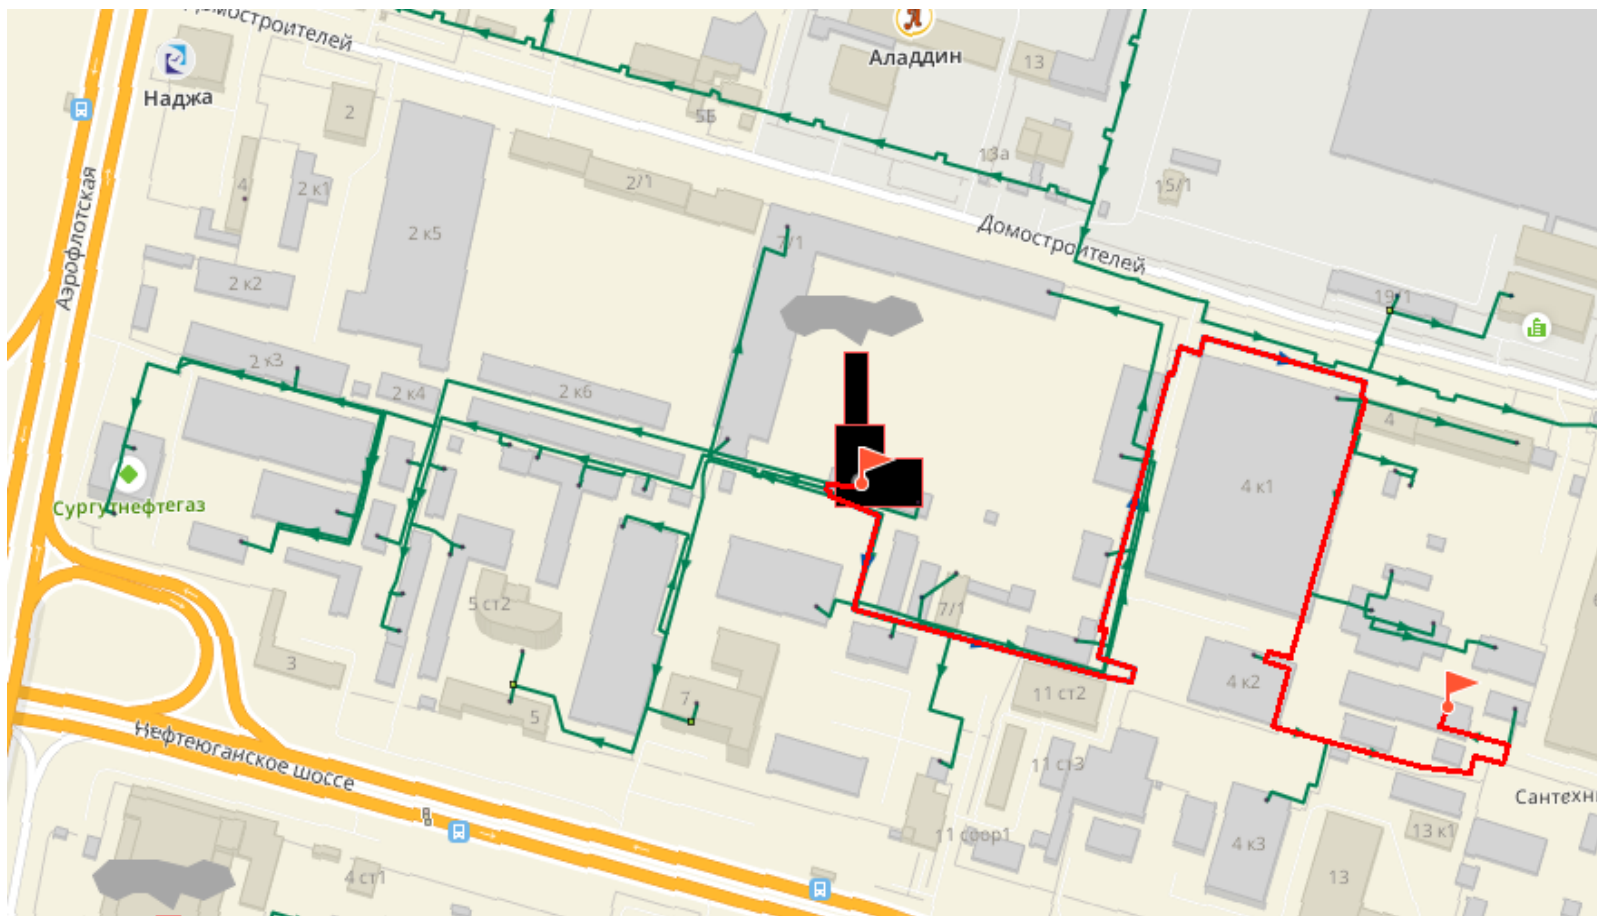 Домостроителей
Аладдин
13
Наджа
2
5Б
13а
15/1
4
2 к1
2/1
Аэрофлотская
2 к5
7/1
Домостроителей
2 к2
19/1
2 к3
2 к4
2 к6
4
4 к1
Сургутнефтегаз
5 ст2
7/1
3
4 к2
11 ст2
7
5
Нефтеюганское шоссе
11 ст3
Сантехн
11 соор1
13 к1
4 к3
4 ст1
13